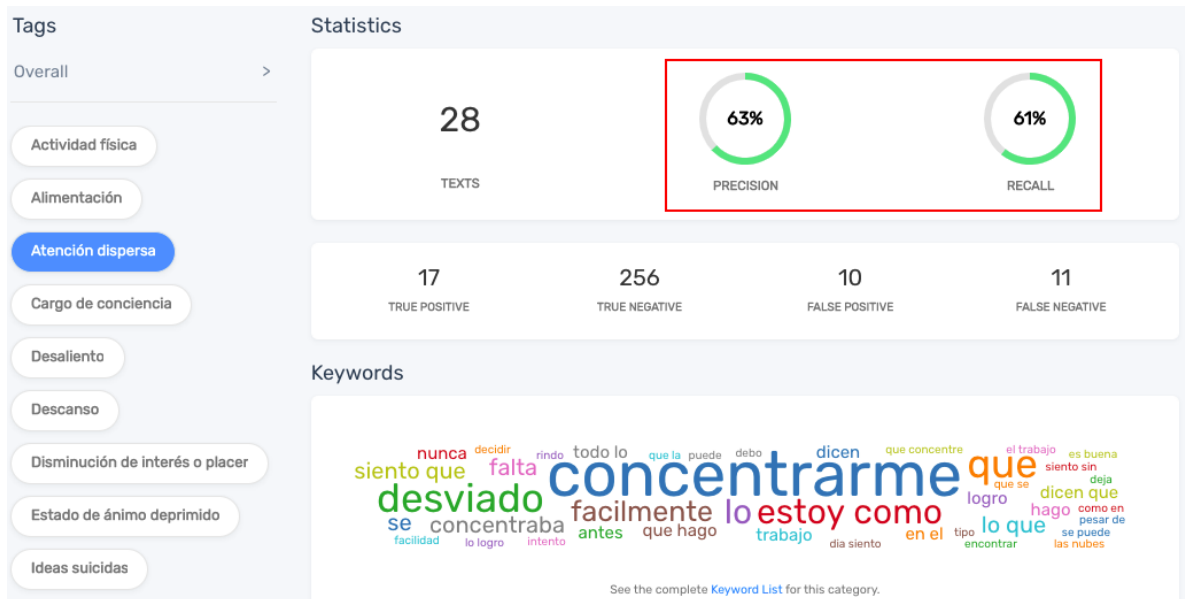 Tags
Overall >
Actividad física
Alimentación
Atención dispersa
Cargo de conciencia
Desaliento
Descanso
Disminución de interés o placer
Estado de ánimo deprimido
Ideas suicidas
Statistics
28
TEXTS
63%
PRECISION
61%
RECALL
17
TRUE POSITIVE
256
TRUE NEGATIVE
10
FALSE POSITIVE
11
FALSE NEGATIVE
Keywords
nunca decidir rindo todo lo que la puede debo dicen que concentre el trabajo es buena
siento que falta concentrarme que siento sin
que se deja
desviado facilmente lo estoy como logro dicen que
se concentraba antes que hago trabajo en el tipo lo que hago como en
pesar de
facilidad lo logro intento dia siento encontrar se puede
las nubes
See the complete Keyword List for this category.